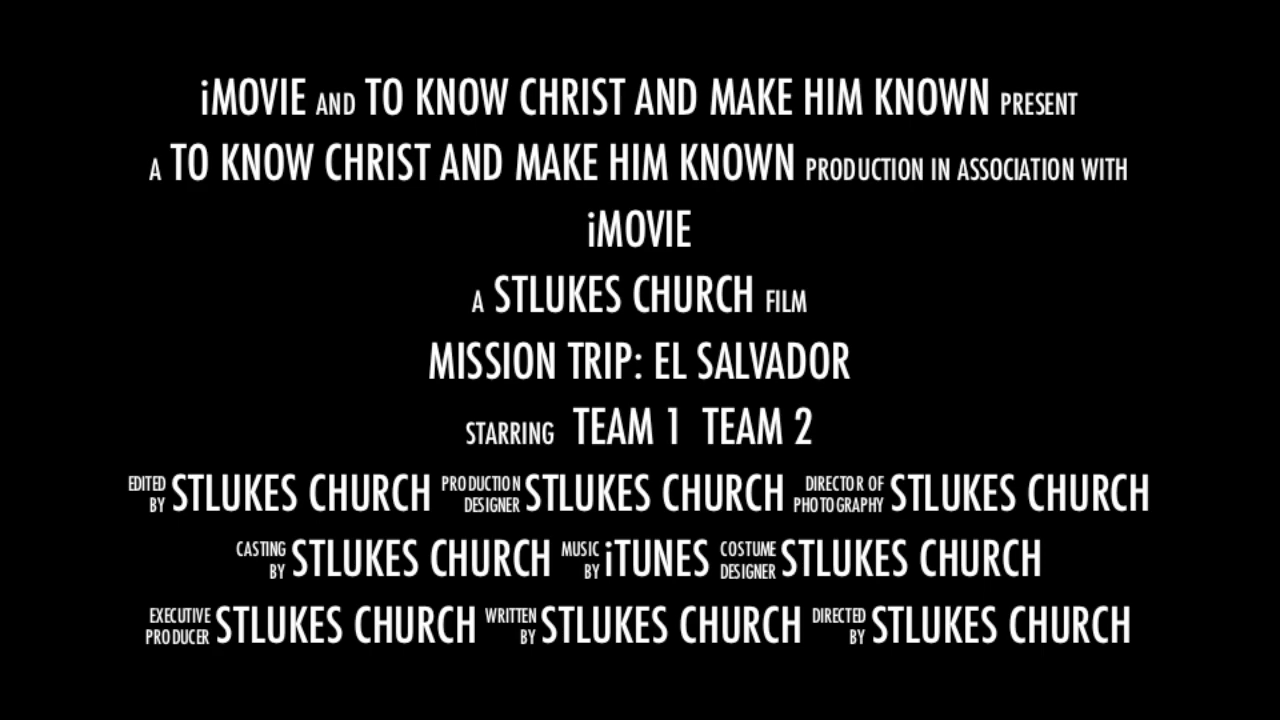 iMOVIE AND TO KNOW CHRIST AND MAKE HIM KNOWN PRESENT
A TO KNOW CHRIST AND MAKE HIM KNOWN PRODUCTION IN ASSOCIATION WITH
iMOVIE
A STLUKES CHURCH FILM
MISSION TRIP: EL SALVADOR
STARRING TEAM 1 TEAM 2
EDITED BY STLUKES CHURCH PRODUCTION DESIGNER STLUKES CHURCH DIRECTOR OF PHOTOGRAPHY STLUKES CHURCH
CASTING BY STLUKES CHURCH MUSIC BY iTUNES COSTUME DESIGNER STLUKES CHURCH
EXECUTIVE PRODUCER STLUKES CHURCH WRITTEN BY STLUKES CHURCH DIRECTED BY STLUKES CHURCH